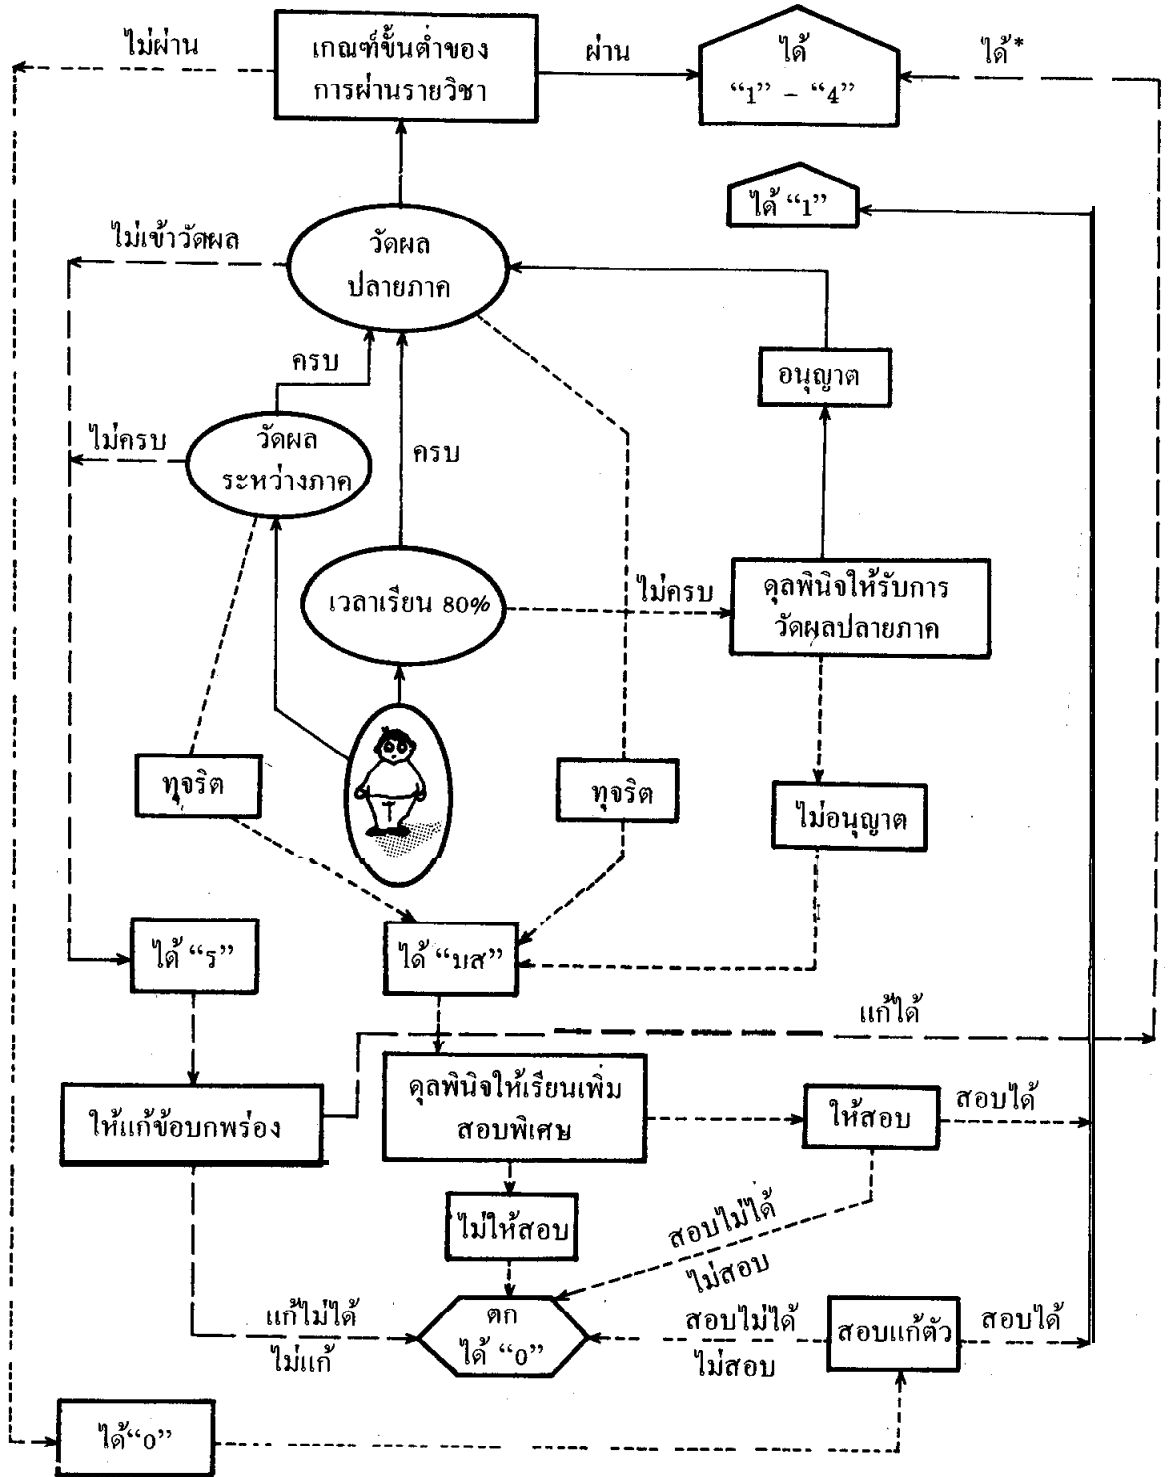 ไม่ผ่าน
เกณฑ์ขั้นต่ำของ
การผ่านรายวิชา
ผ่าน
ได้
“1” – “4”
ได้*
ได้ “1”
ไม่เข้าวัดผล
วัดผล
ปลายภาค
ครบ
อนุญาต
ไม่ครบ
วัดผล
ระหว่างภาค
ครบ
เวลาเรียน 80%
ไม่ครบ
ดุลพินิจให้รับการ
วัดผลปลายภาค
ทุจริต
ทุจริต
ไม่อนุญาต
ได้ “ร”
ได้ “มส”
แก้ได้
ให้แก้ข้อบกพร่อง
ดุลพินิจให้เรียนเพิ่ม
สอบพิเศษ
ให้สอบ
สอบได้
ไม่ให้สอบ
สอบไม่ได้
ไม่สอบ
แก้ไม่ได้
ไม่แก้
ตก
ได้ “0”
สอบไม่ได้
ไม่สอบ
สอบแก้ตัว
สอบได้
ได้“0”